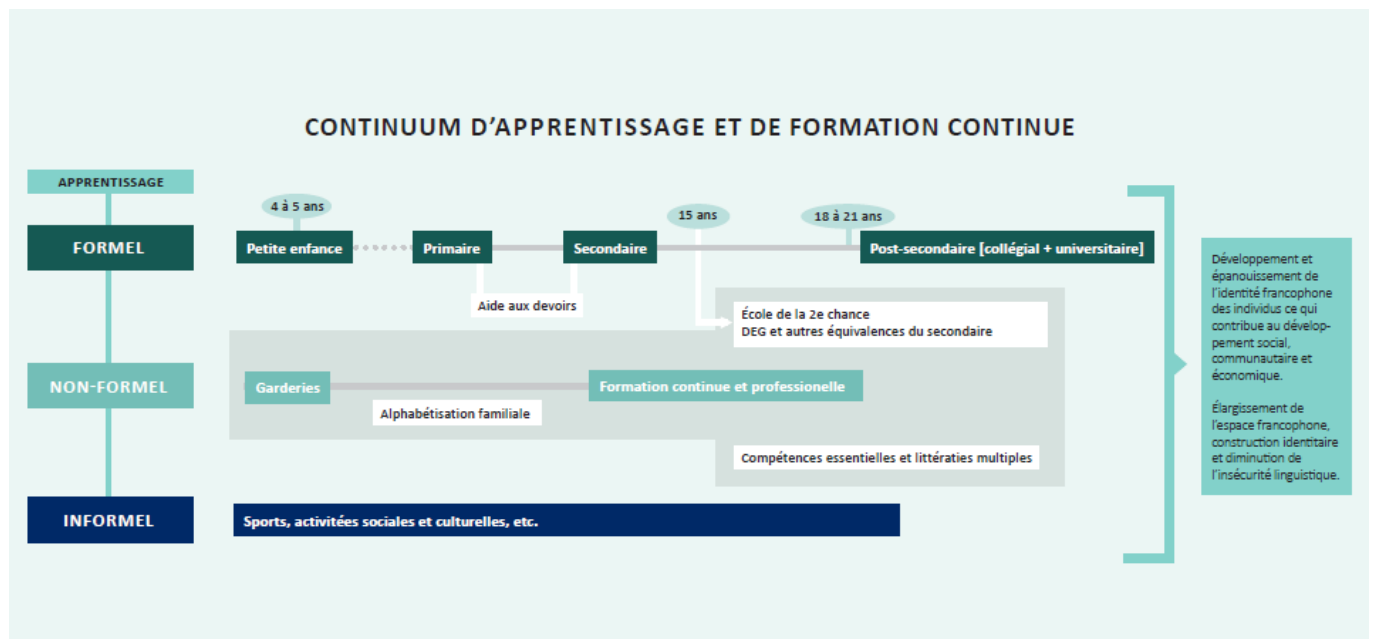 CONTINUUM D’APPRENTISSAGE ET DE FORMATION CONTINUE
APPRENTISSAGE
FORMEL
4 à 5 ans
15 ans
18 à 21 ans
Petite enfance
Primaire
Secondaire
Post-secondaire [collégial + universitaire]
Aide aux devoirs
École de la 2e chance
DEG et autres équivalences du secondaire
NON-FORMEL
Garderies
Formation continue et professionelle
Alphabétisation familiale
Compétences essentielles et littératies multiples
INFORMEL
Sports, activitées sociales et culturelles, etc.
Développement et
épanouissement de
l’identité francophone
des individus ce qui
contribue au dévelop-
pement social,
communautaire et
économique.
Élargissement de
l’espace francophone,
construction identitaire
et diminution de
l’insécurité linguistique.